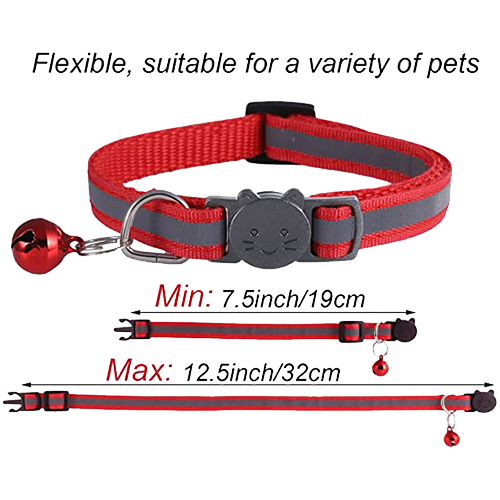 Flexible, suitable for a variety of pets
Min: 7.5inch/19cm
Max: 12.5inch/32cm